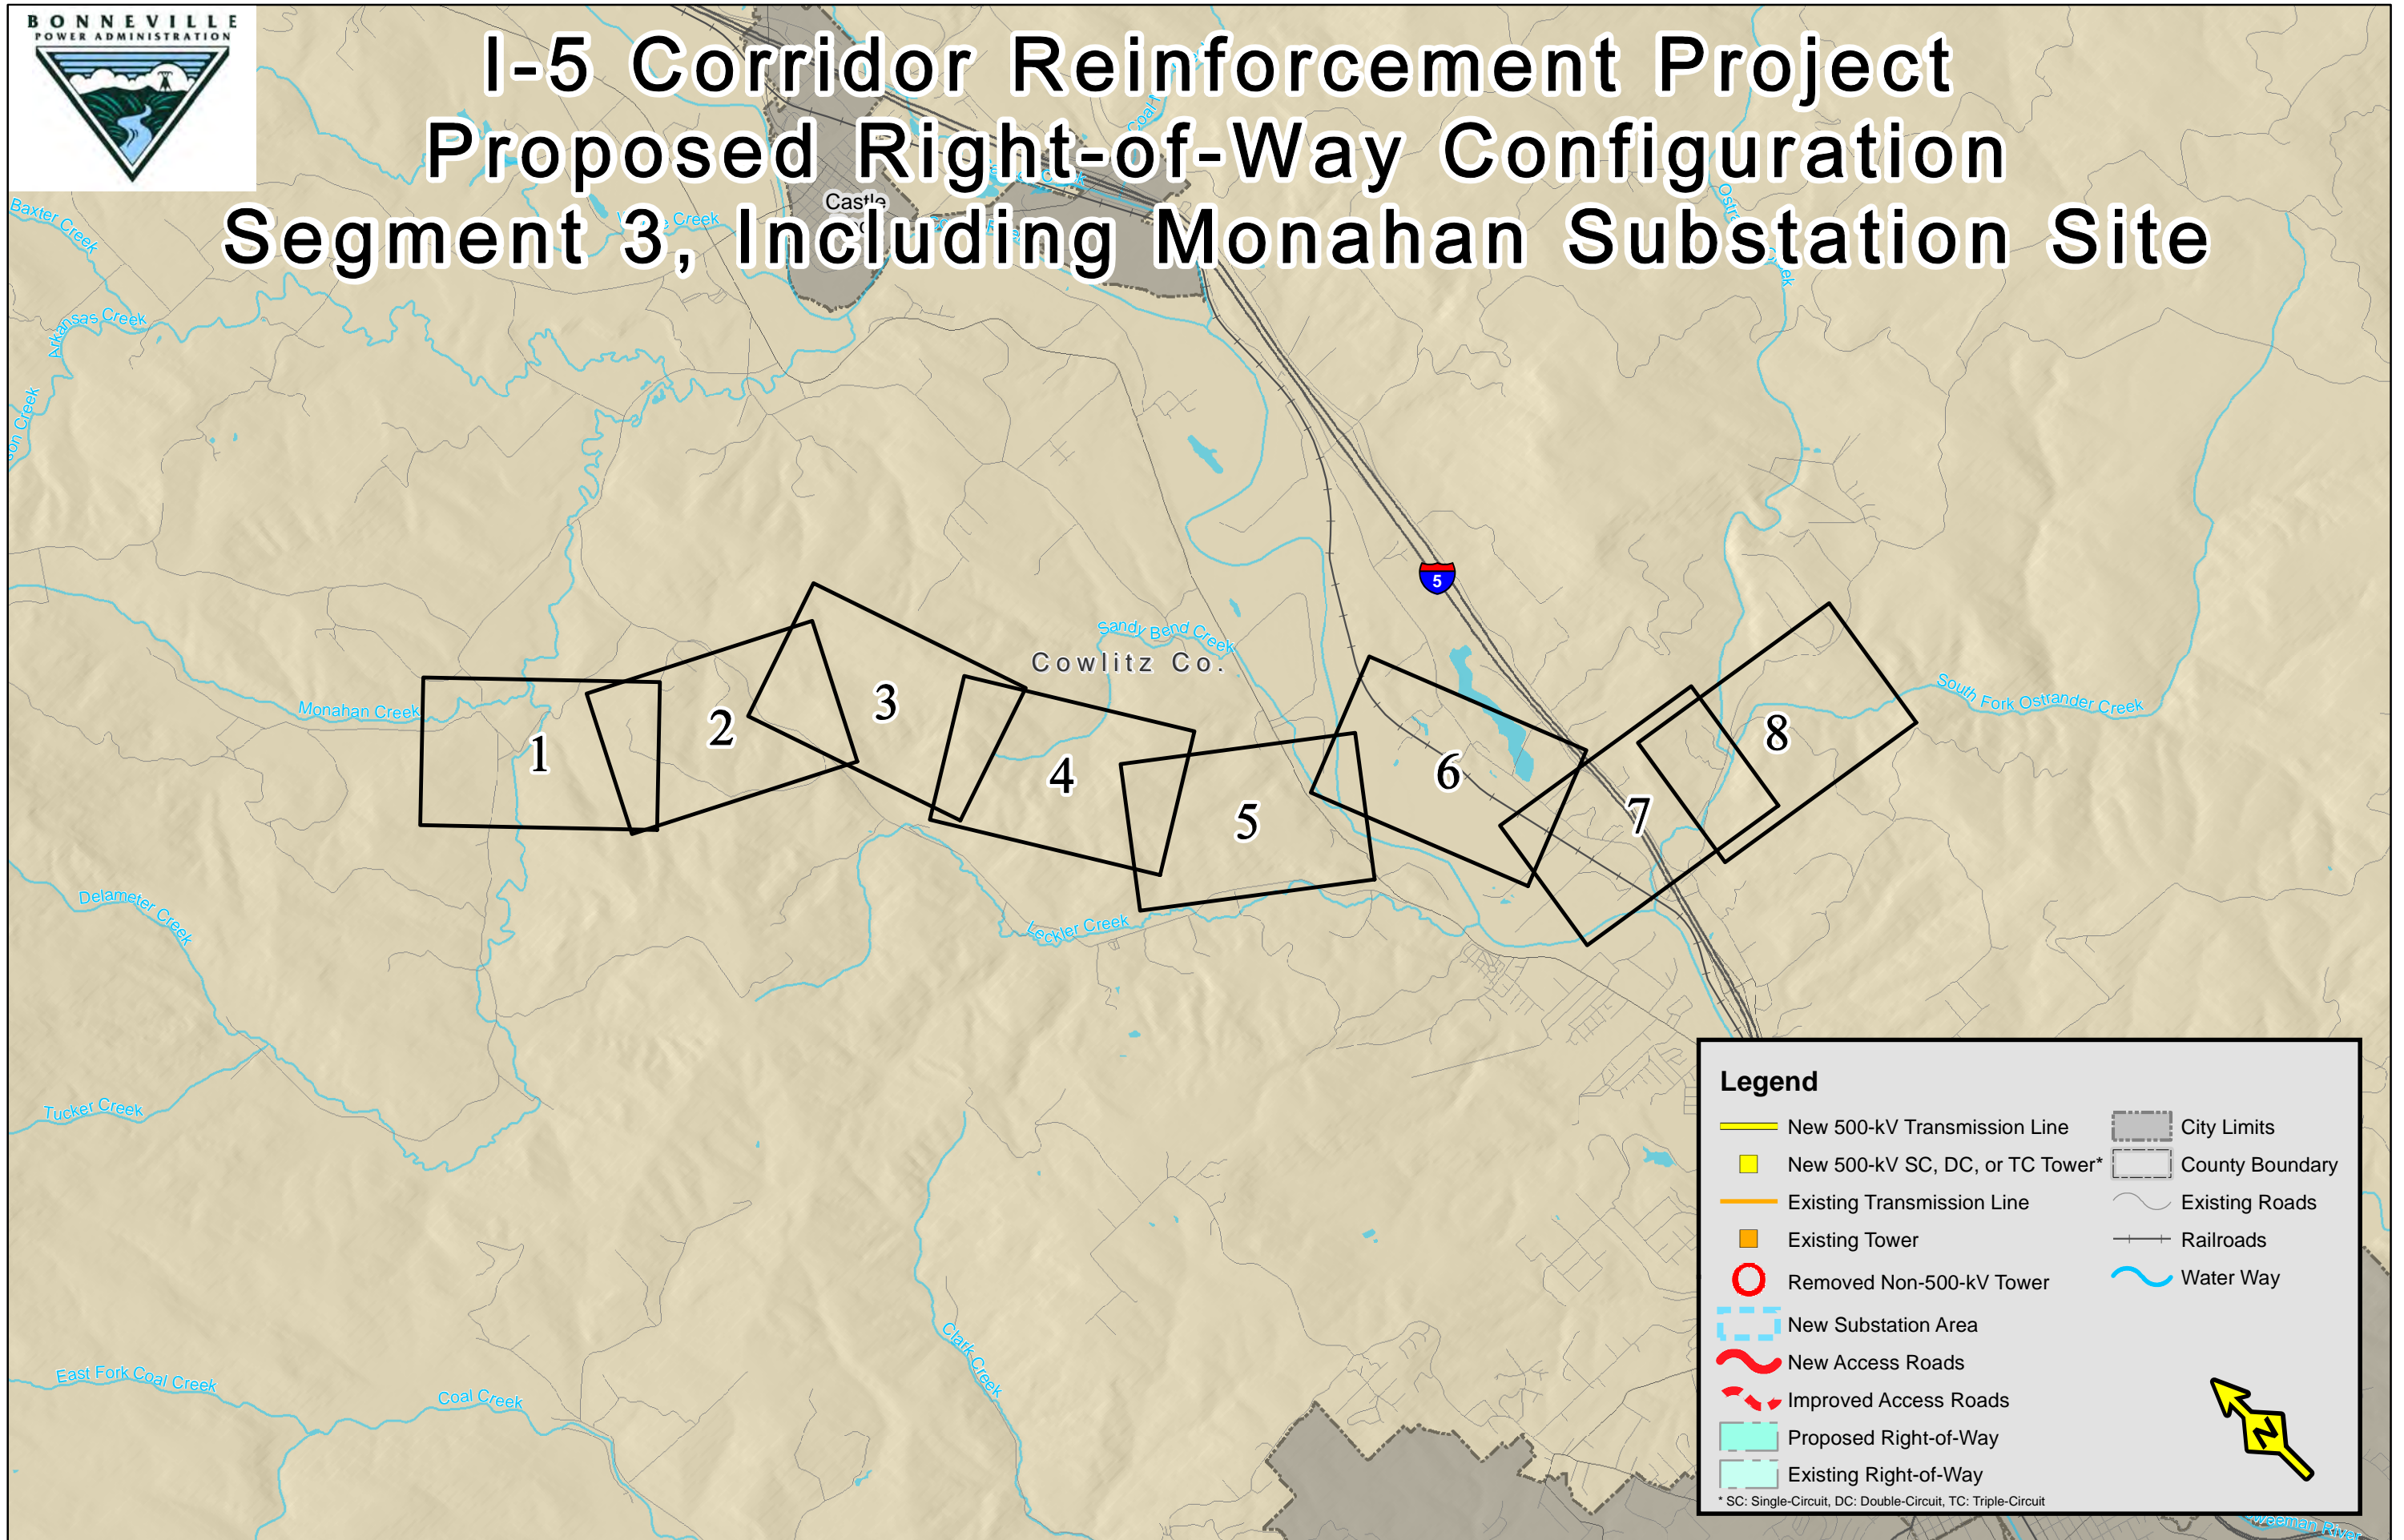 BONNEVILLE
POWER ADMINISTRATION
I-5 Corridor Reinforcement Project
Proposed Right-of-Way Configuration
Segment 3, Including Monahan Substation Site
Castle
Creek
Creek
Baxter Creek
Arkansas Creek
Creek
5
Sandy Bend Creek
Cowlitz Co.
Monahan Creek
South Fork Ostrander Creek
1
2
3
4
5
6
7
8
Delameter Creek
Leckler Creek
Tucker Creek
Clark Creek
East Fork Coal Creek
Coal Creek
Legend
New 500-kV Transmission Line
New 500-kV SC, DC, or TC Tower*
Existing Transmission Line
Existing Tower
Removed Non-500-kV Tower
New Substation Area
New Access Roads
Improved Access Roads
Proposed Right-of-Way
Existing Right-of-Way
City Limits
County Boundary
Existing Roads
Railroads
Water Way
N
* SC: Single-Circuit, DC: Double-Circuit, TC: Triple-Circuit
River